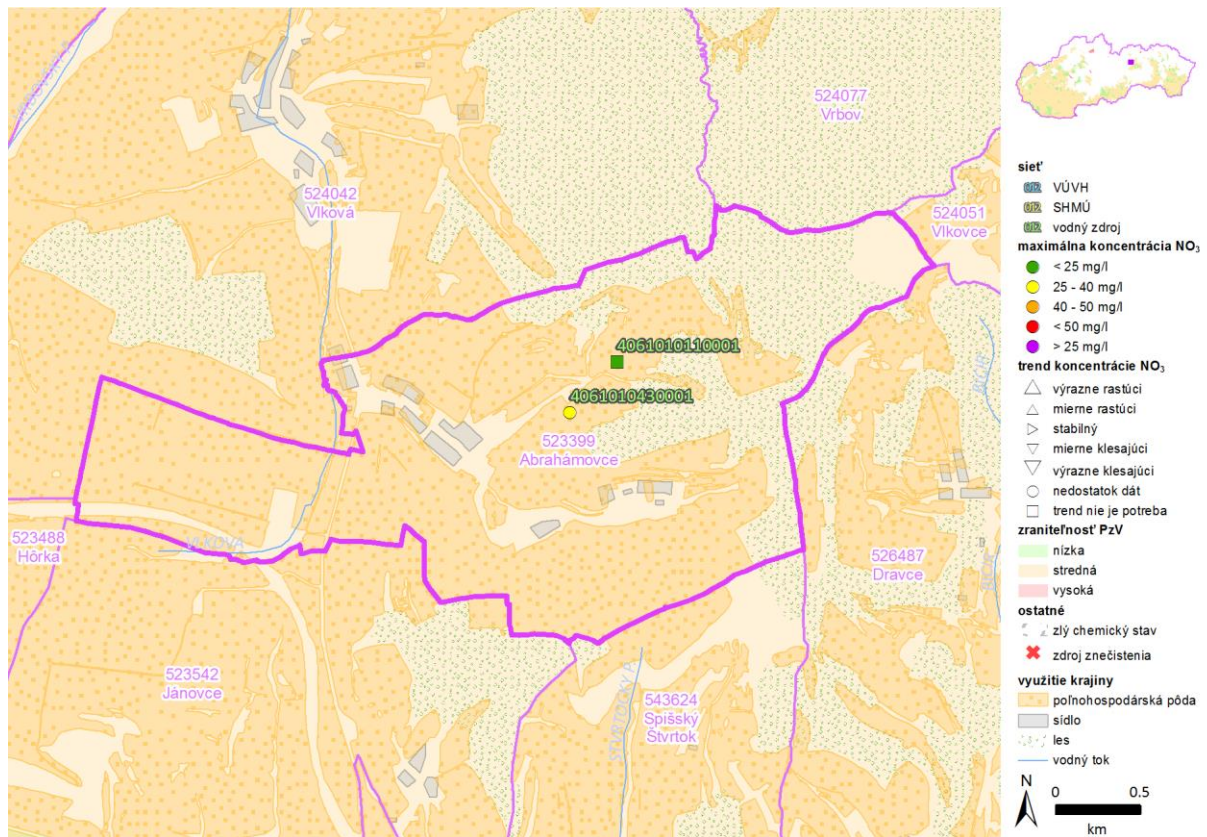 524077
Vrbov
524042
Vlková
524051
Vlkovce
4061010110001
4061010430001
523399
Abrahámovce
523488
Hôrka
VLKOVÁ
526487
Dravce
523542
Jánovce
543624
Spišský
Štvrtok
sieť
VÚVH
SHMÚ
vodný zdroj
maximálna koncentrácia NO₃
< 25 mg/l
25 - 40 mg/l
40 - 50 mg/l
< 50 mg/l
> 25 mg/l
trend koncentrácie NO₃
výrazne rastúci
mierne rastúci
stabilný
mierne klesajúci
výrazne klesajúci
nedostatok dát
trend nie je potreba
zraniteľnosť PzV
nízka
stredná
vysoká
ostatné
zlý chemický stav
zdroj znečistenia
využitie krajiny
poľnohospodárská pôda
sídlo
les
vodný tok
N
0 0.5
km